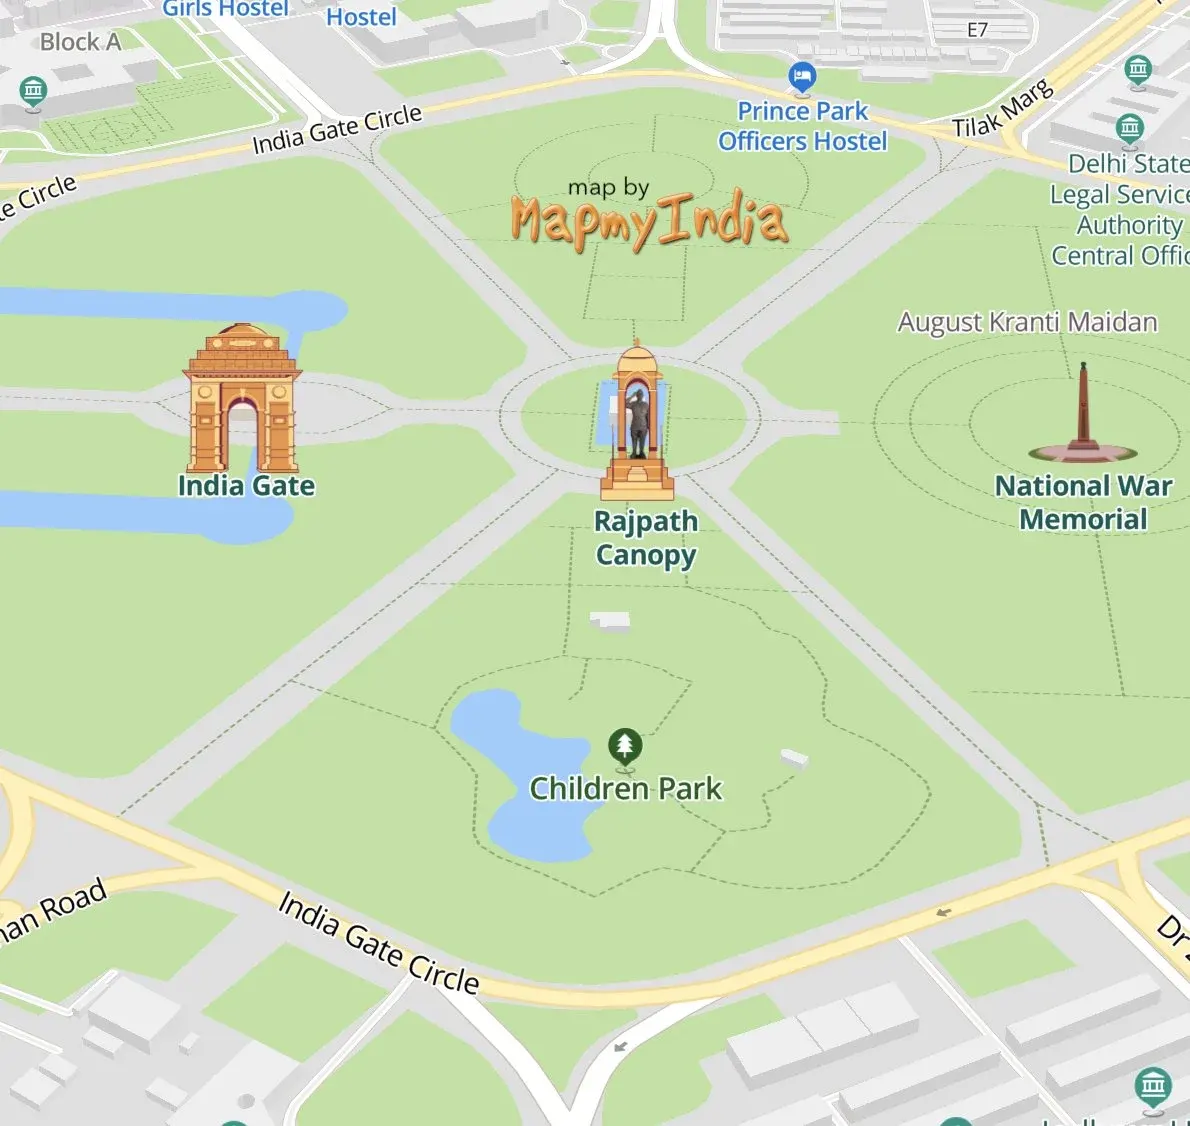 Girls Hostel
Hostel
Block A
E7
Prince Park
Officers Hostel
Tilak Marg
India Gate Circle
Delhi State
Legal Service
Authority
Central Offic
map by
MapmyIndia
August Kranti Maidan
India Gate
National War
Memorial
Rajpath
Canopy
Children Park
India Gate Circle
Road
Dr